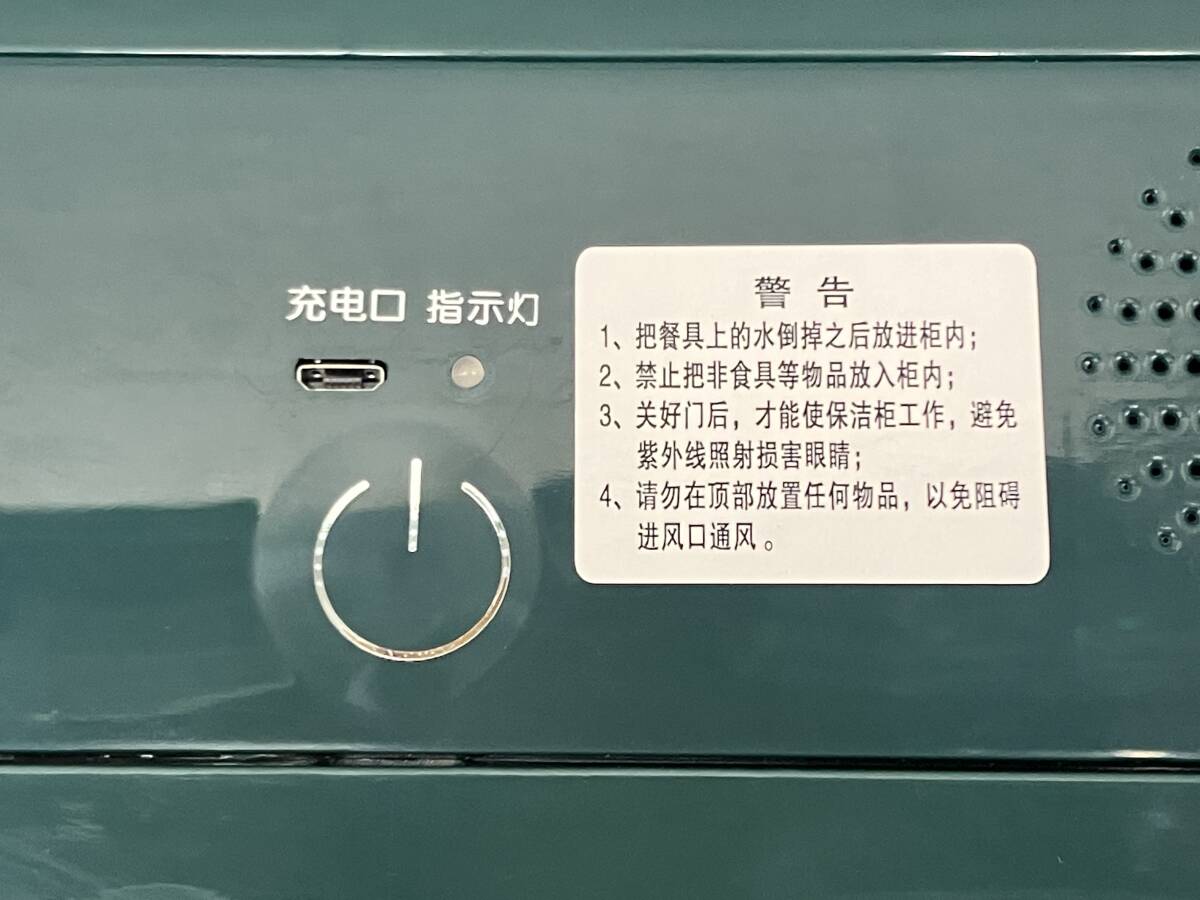 充电口 指示灯
警 告
1、把餐具上的水倒掉之后放进柜内；
2、禁止把非食具等物品放入柜内；
3、关好门后，才能使保洁柜工作，避免
紫外线照射损害眼睛；
4、请勿在顶部放置任何物品，以免阻碍
进风口通风。